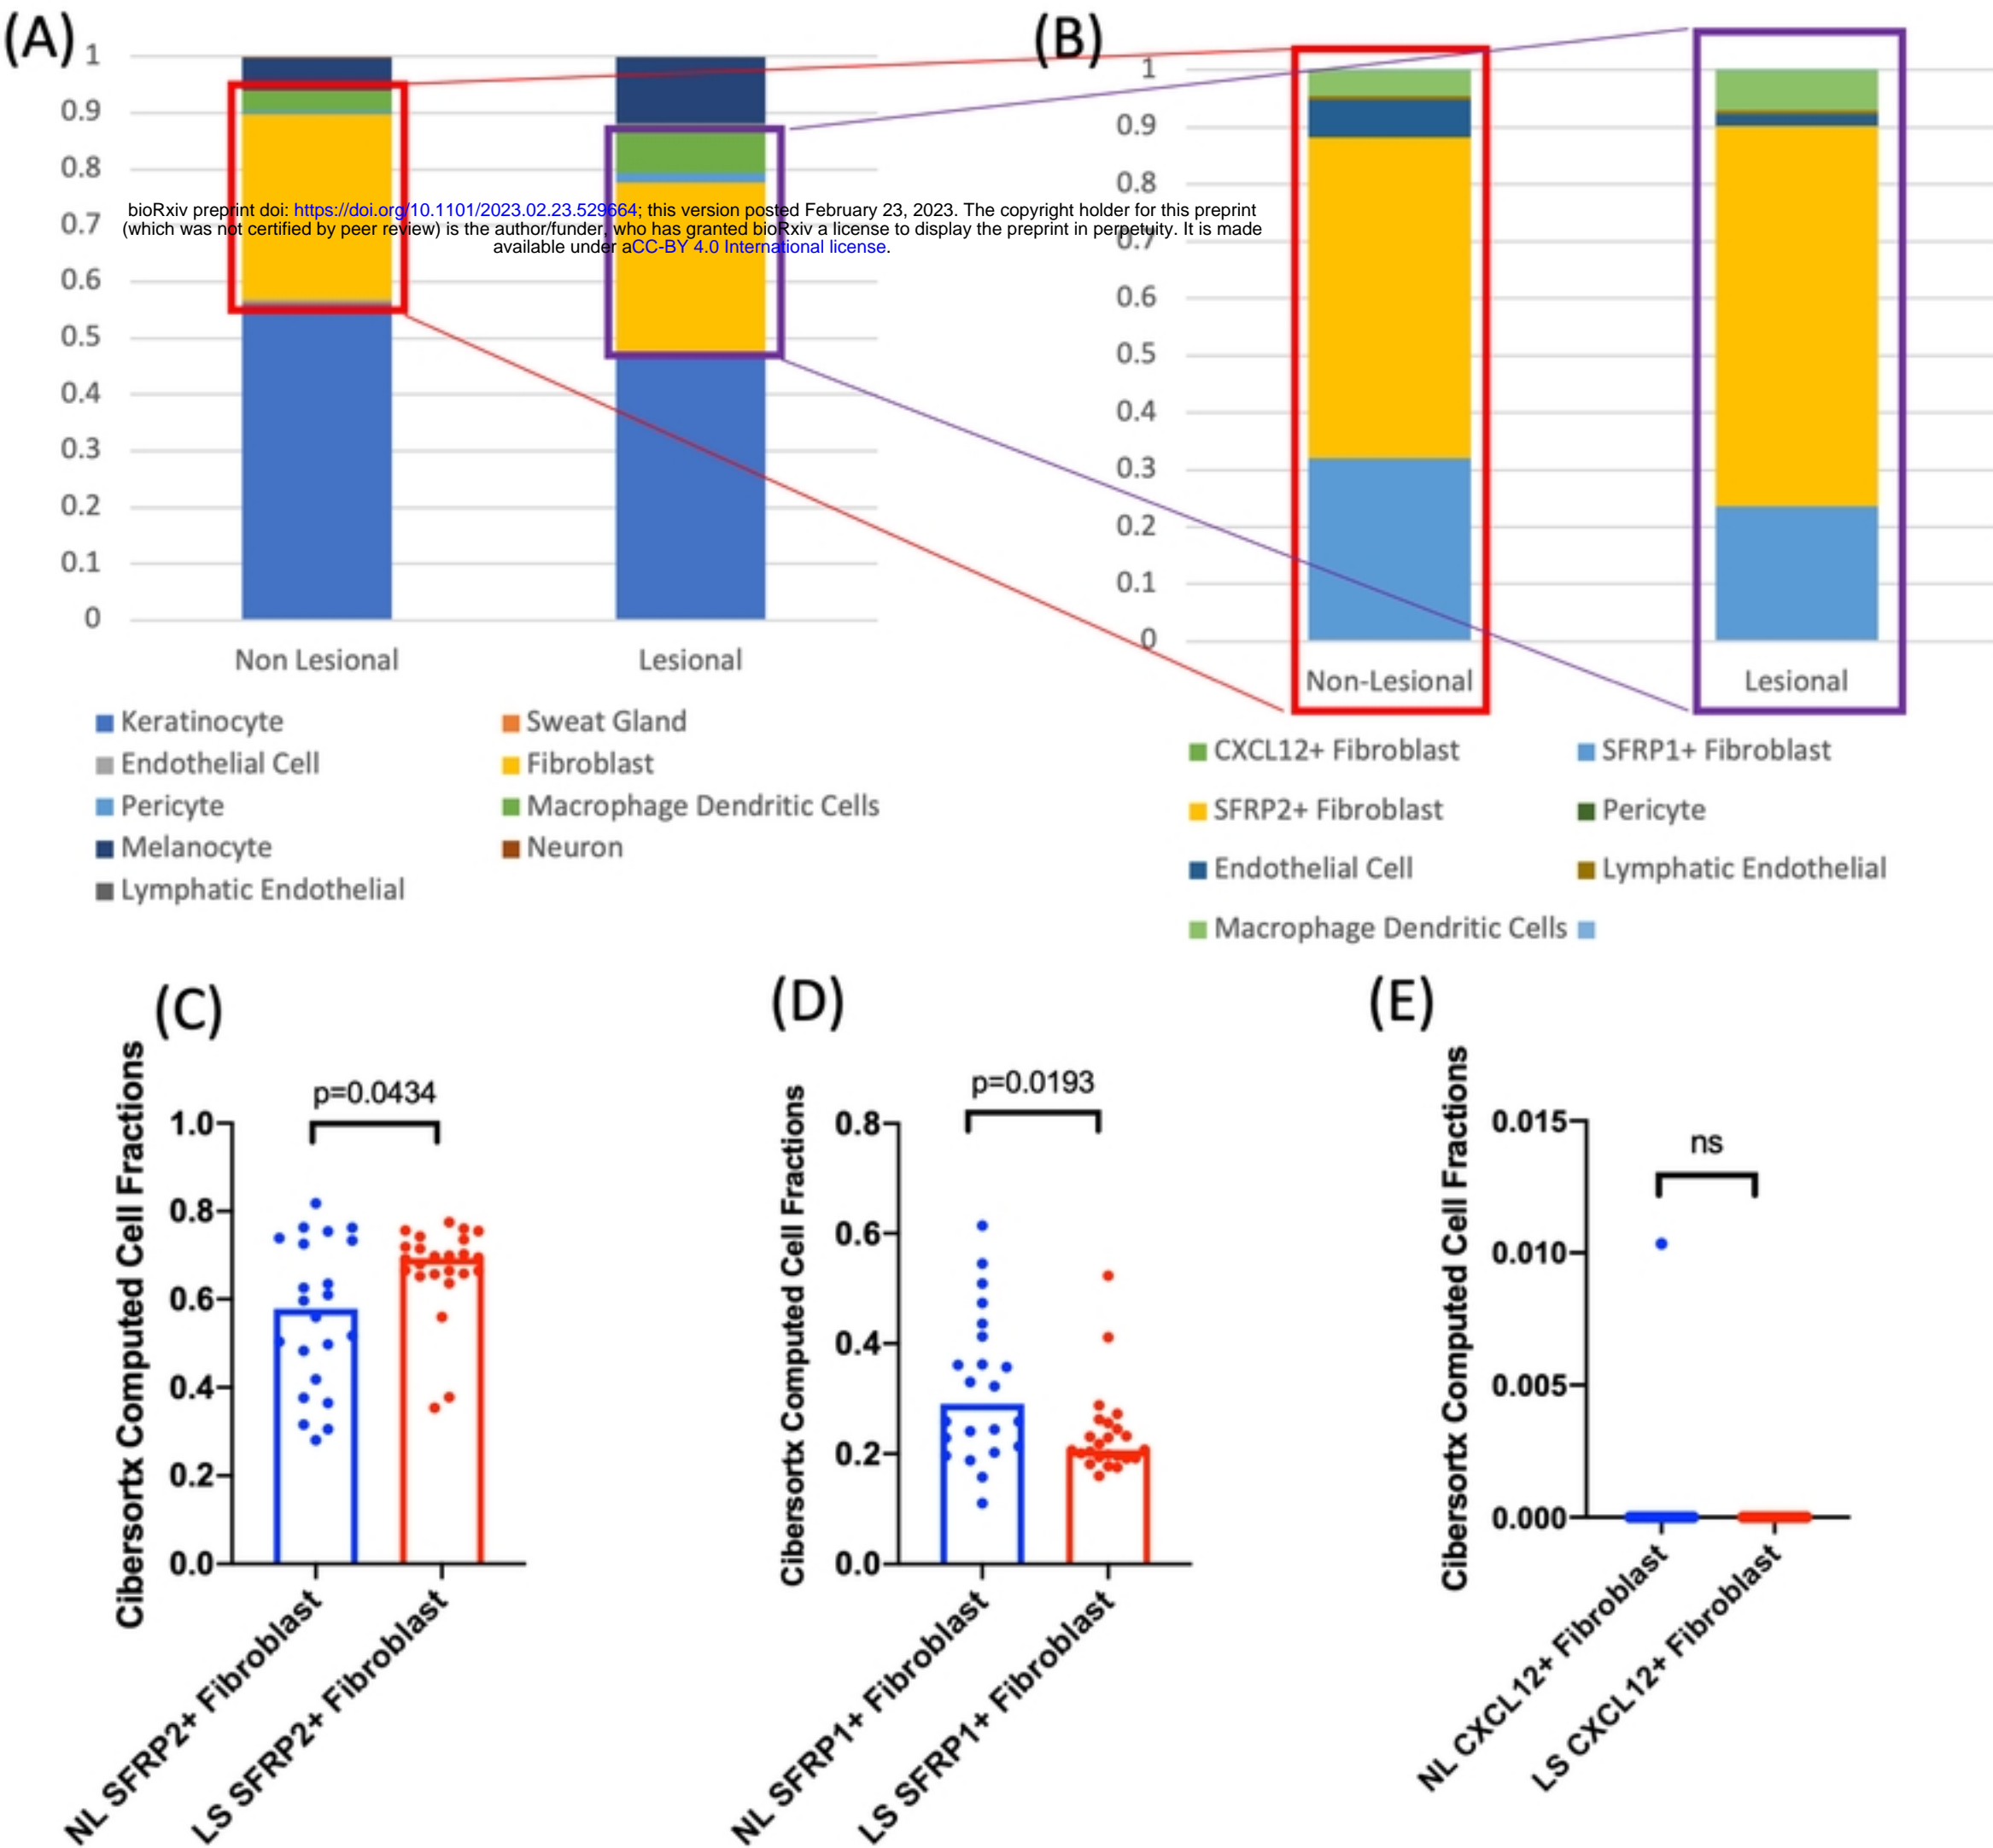 (A)
(B)
1
0.9
0.8
0.7
0.6
0.5
0.4
0.3
0.2
0.1
0
Non Lesional Lesional
bioRxiv preprint doi: https://doi.org/10.1101/2023.02.23.529664; this version posted February 23, 2023. The copyright holder for this preprint
(which was not certified by peer review) is the author/funder, who has granted bioRxiv a license to display the preprint in perpetuity. It is made
available under aCC-BY 4.0 International license.
Keratinocyte Sweat Gland
Endothelial Cell Fibroblast
Pericyte Macrophage Dendritic Cells
Melanocyte Neuron
Lymphatic Endothelial
1
0.9
0.8
0.7
0.6
0.5
0.4
0.3
0.2
0.1
0
Non-Lesional Lesional
CXCL12+ Fibroblast SFRP1+ Fibroblast
SFRP2+ Fibroblast Pericyte
Endothelial Cell Lymphatic Endothelial
Macrophage Dendritic Cells
(C)
Cibersortx Computed Cell Fractions
p=0.0434
1.0
0.8
0.6
0.4
0.2
0.0
NL SFRP2+ Fibroblast
LS SFRP2+ Fibroblast
(D)
Cibersortx Computed Cell Fractions
p=0.0193
0.8
0.6
0.4
0.2
0.0
NL SFRP1+ Fibroblast
LS SFRP1+ Fibroblast
(E)
Cibersortx Computed Cell Fractions
ns
0.015
0.010
0.005
0.000
NL CXCL12+ Fibroblast
LS CXCL12+ Fibroblast